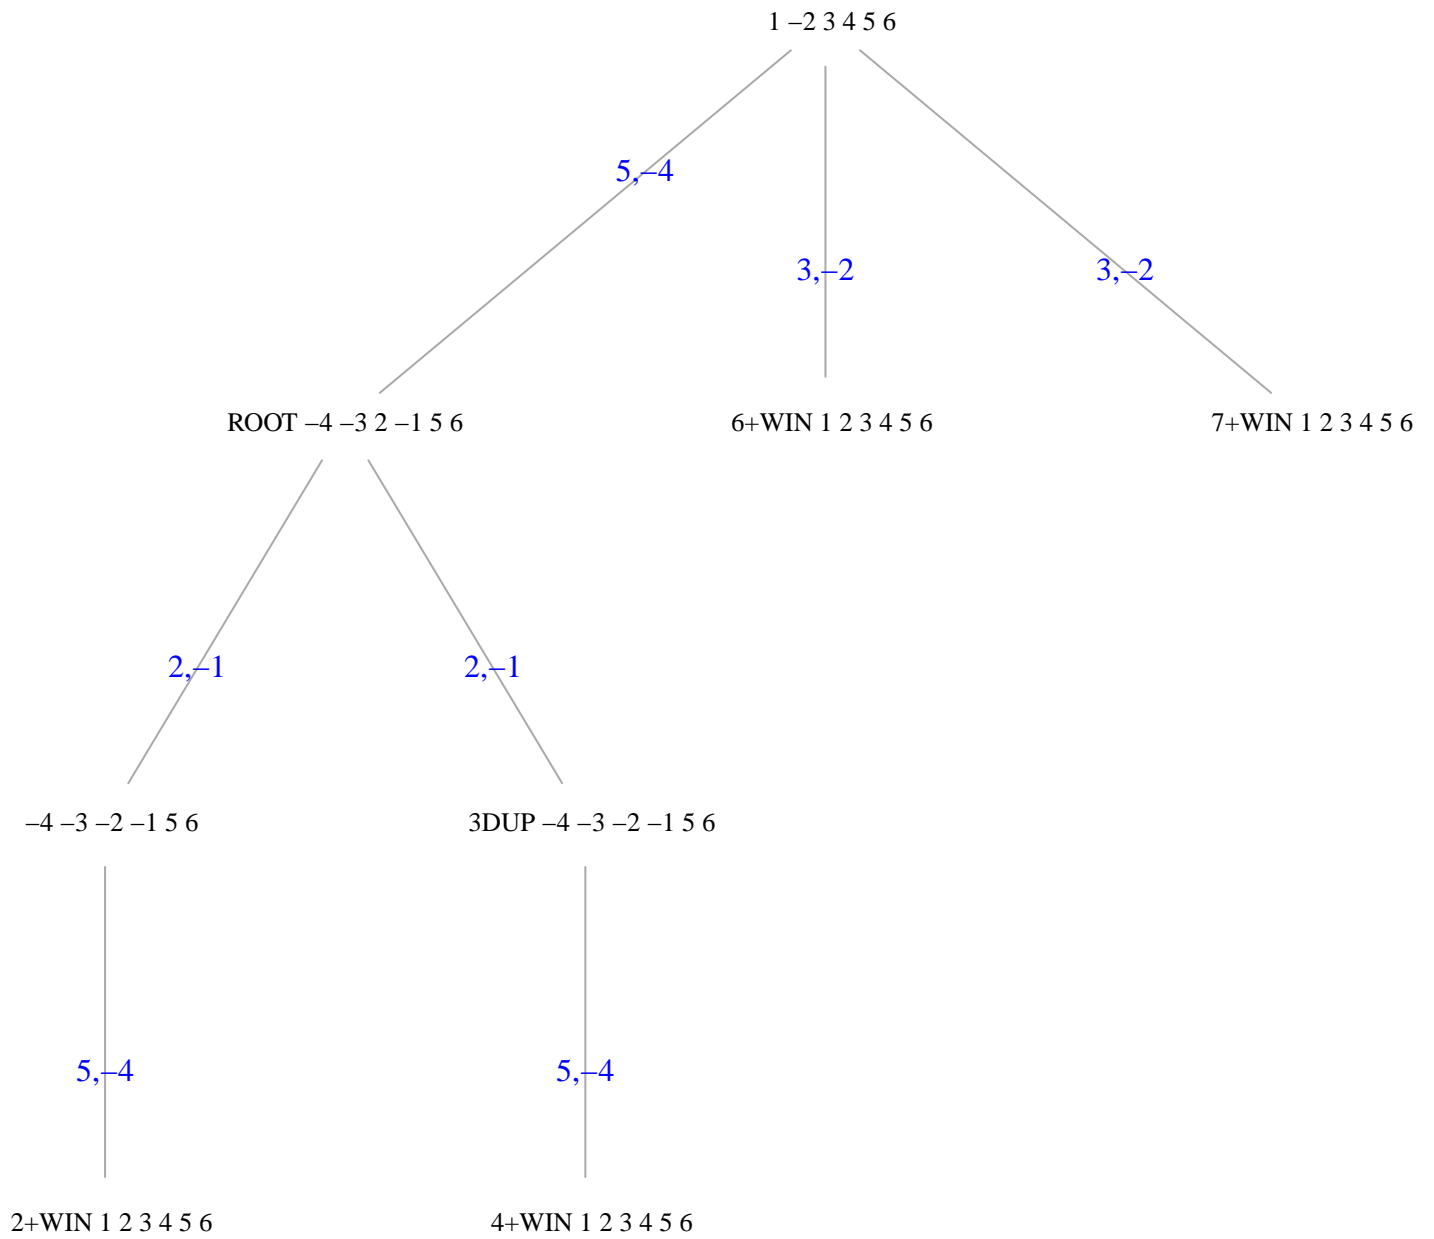 1 –2 3 4 5 6
5,–4
3,–2
3,–2
ROOT –4 –3 2 –1 5 6
6+WIN 1 2 3 4 5 6
7+WIN 1 2 3 4 5 6
2,–1
2,–1
–4 –3 –2 –1 5 6
3DUP –4 –3 –2 –1 5 6
5,–4
5,–4
2+WIN 1 2 3 4 5 6
4+WIN 1 2 3 4 5 6